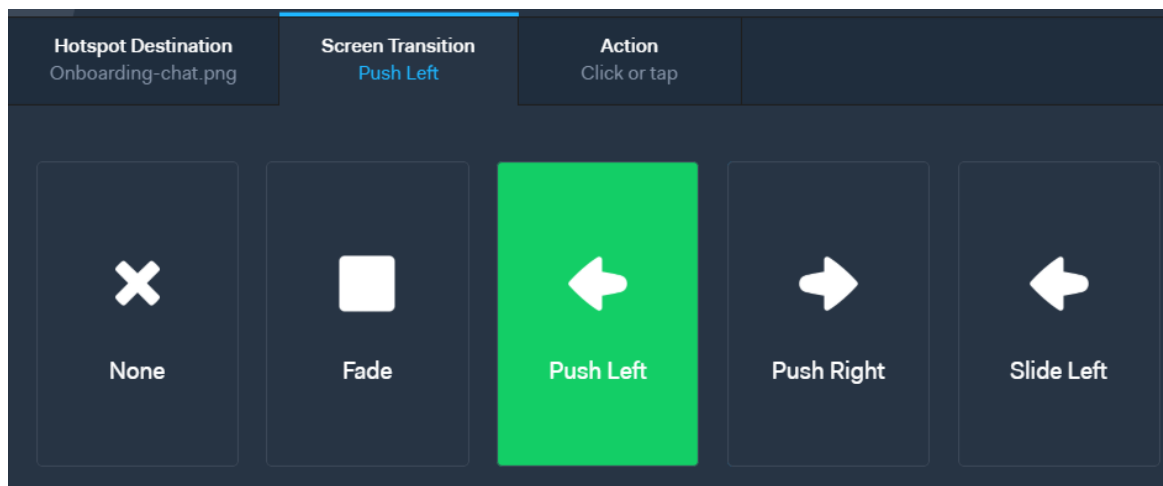 Hotspot Destination
Onboarding-chat.png
Screen Transition
Push Left
Action
Click or tap
None
Fade
Push Left
Push Right
Slide Left